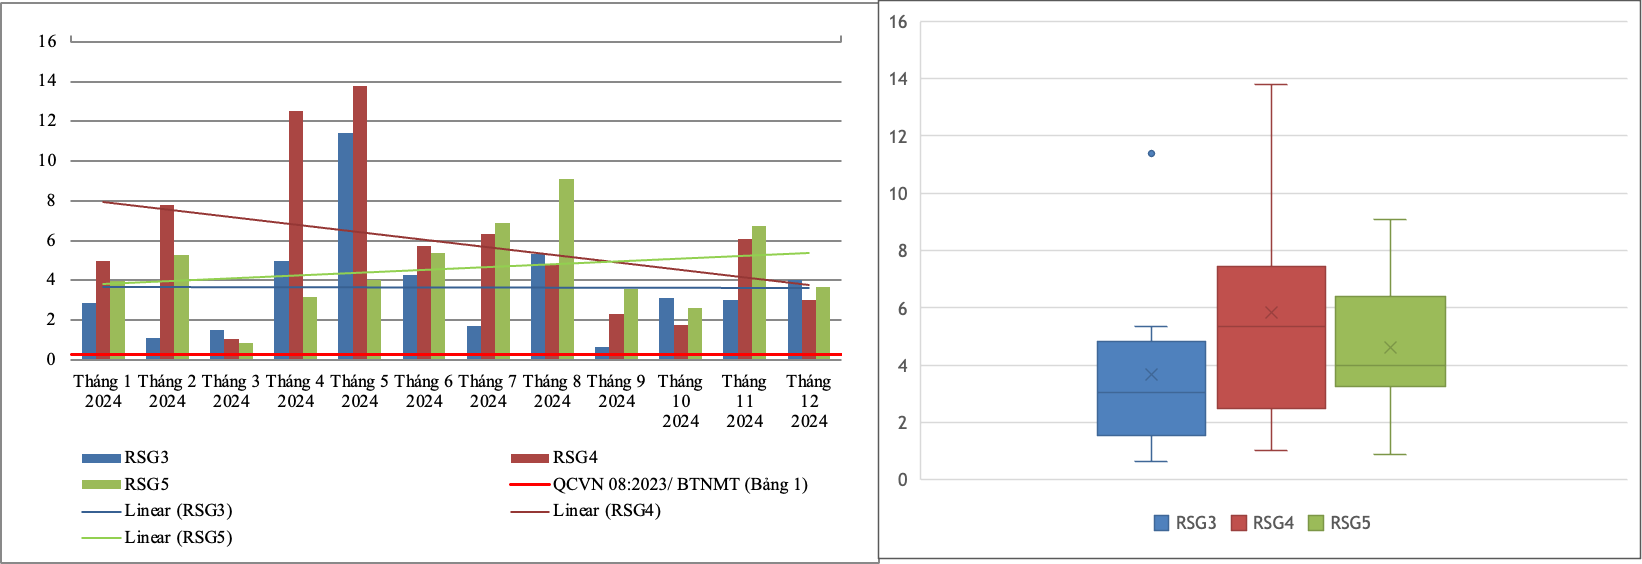 16
14
12
10
8
6
4
2
0
Tháng 1 2024
Tháng 2 2024
Tháng 3 2024
Tháng 4 2024
Tháng 5 2024
Tháng 6 2024
Tháng 7 2024
Tháng 8 2024
Tháng 9 2024
Tháng 10 2024
Tháng 11 2024
Tháng 12 2024
RSG3
RSG4
RSG5
QCVN 08:2023/ BTNMT (Bảng 1)
Linear (RSG3)
Linear (RSG4)
Linear (RSG5)
16
14
12
10
8
6
4
2
0
RSG3 RSG4 RSG5